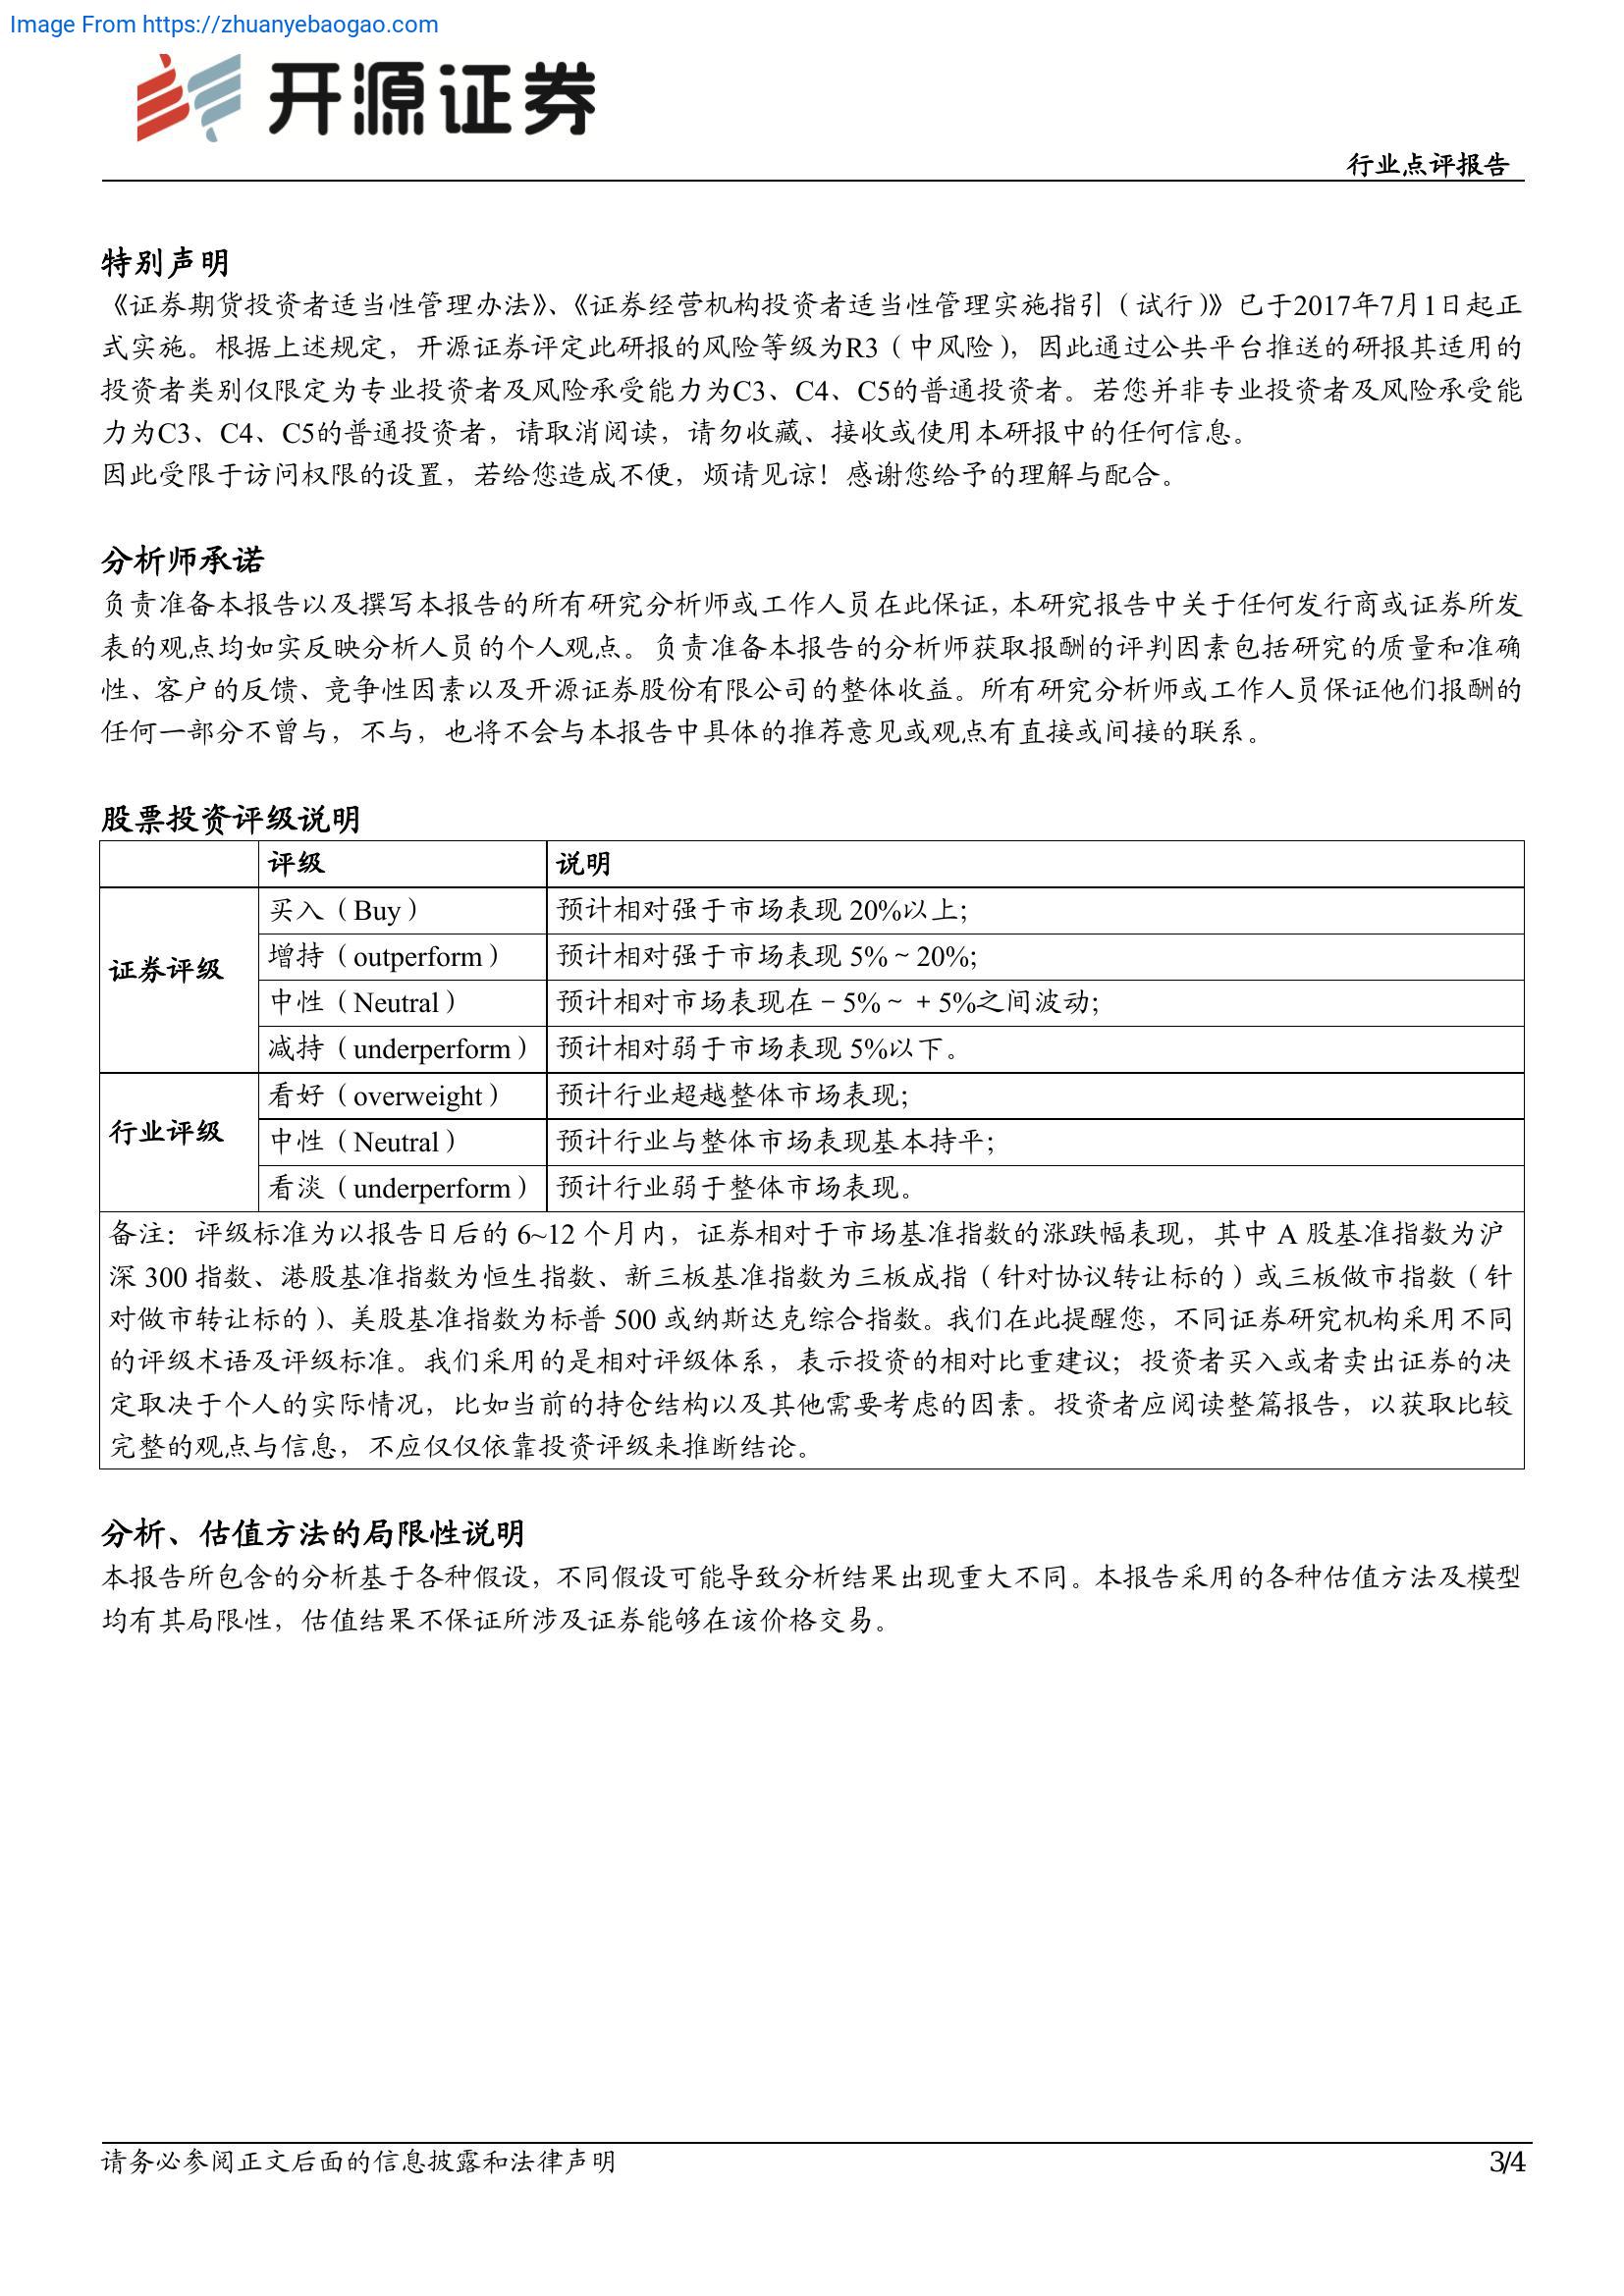 Image From https://zhuanyebaogao.com
开源证券
行业点评报告
特别声明
《证券期货投资者适当性管理办法》、《证券经营机构投资者适当性管理实施指引（试行）》已于2017年7月1日起正
式实施。根据上述规定，开源证券评定此研报的风险等级为R3（中风险），因此通过公共平台推送的研报其适用的
投资者类别仅限定为专业投资者及风险承受能力为C3、C4、C5的普通投资者。若您并非专业投资者及风险承受能
力为C3、C4、C5的普通投资者，请取消阅读，请勿收藏、接收或使用本研报中的任何信息。
因此受限于访问权限的设置，若给您造成不便，烦请见谅！感谢您给予的理解与配合。
分析师承诺
负责准备本报告以及撰写本报告的所有研究分析师或工作人员在此保证，本研究报告中关于任何发行商或证券所发
表的观点均如实反映分析人员的个人观点。负责准备本报告的分析师获取报酬的评判因素包括研究的质量和准确
性、客户的反馈、竞争性因素以及开源证券股份有限公司的整体收益。所有研究分析师或工作人员保证他们报酬的
任何一部分不曾与，不与，也将不会与本报告中具体的推荐意见或观点有直接或间接的联系。
股票投资评级说明
评级 说明
证券评级
买入（Buy） 预计相对强于市场表现 20%以上；
增持（outperform） 预计相对强于市场表现 5%～20%；
中性（Neutral） 预计相对市场表现在－5%～＋5%之间波动；
减持（underperform） 预计相对弱于市场表现 5%以下。
行业评级
看好（overweight） 预计行业超越整体市场表现；
中性（Neutral） 预计行业与整体市场表现基本持平；
看淡（underperform） 预计行业弱于整体市场表现。
备注：评级标准为以报告日后的 6~12 个月内，证券相对于市场基准指数的涨跌幅表现，其中 A 股基准指数为沪
深 300 指数、港股基准指数为恒生指数、新三板基准指数为三板成指（针对协议转让标的）或三板做市指数（针
对做市转让标的）、美股基准指数为标普 500 或纳斯达克综合指数。我们在此提醒您，不同证券研究机构采用不同
的评级术语及评级标准。我们采用的是相对评级体系，表示投资的相对比重建议；投资者买入或者卖出证券的决
定取决于个人的实际情况，比如当前的持仓结构以及其他需要考虑的因素。投资者应阅读整篇报告，以获取比较
完整的观点与信息，不应仅仅依靠投资评级来推断结论。
分析、估值方法的局限性说明
本报告所包含的分析基于各种假设，不同假设可能导致分析结果出现重大不同。本报告采用的各种估值方法及模型
均有其局限性，估值结果不保证所涉及证券能够在该价格交易。
请务必参阅正文后面的信息披露和法律声明
3/4